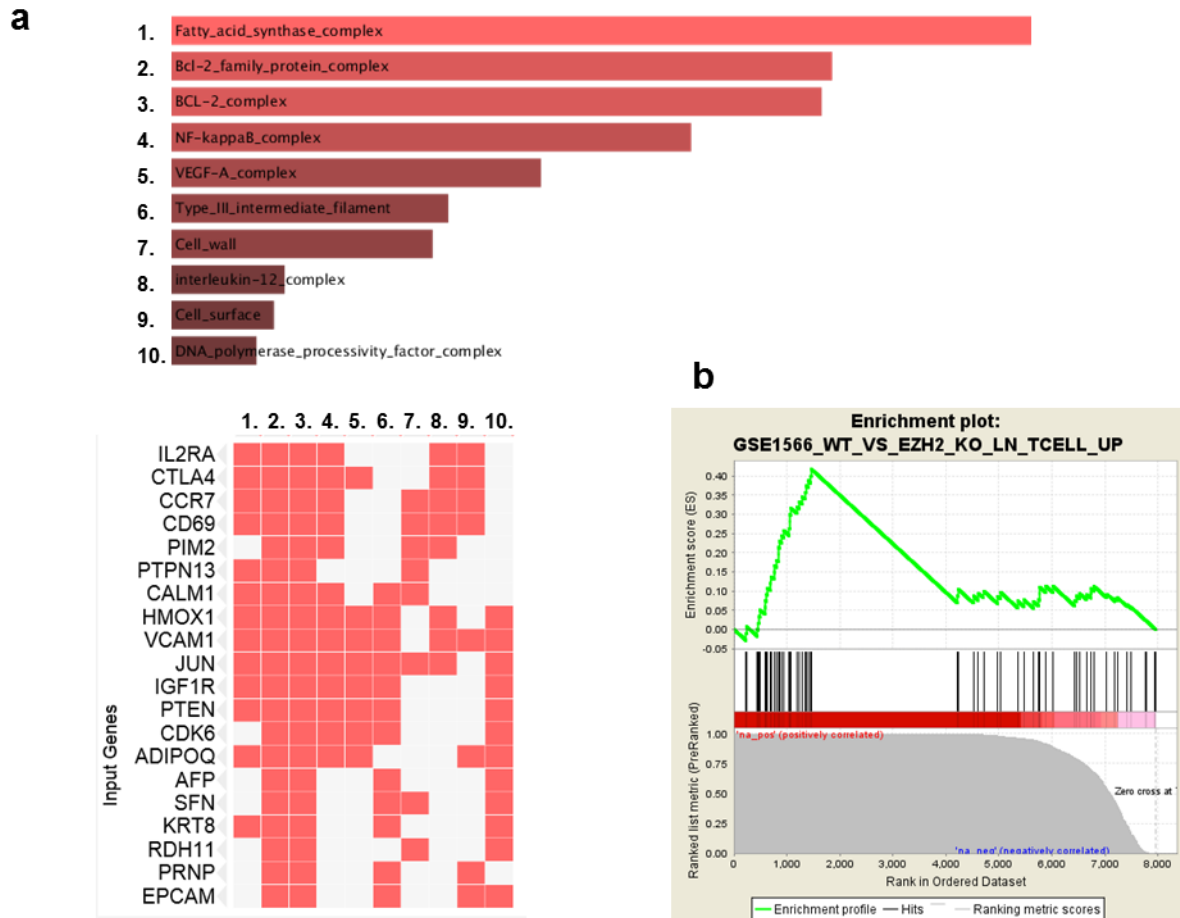 a
1. Fatty_acid_synthase_complex
2. Bcl-2_family_protein_complex
3. BCL-2_complex
4. NF-kappaB_complex
5. VEGF-A_complex
6. Type_III_intermediate_filament
7. Cell_wall
8. interleukin-12_complex
9. Cell_surface
10. DNA_polymerase_processivity_factor_complex
1. 2. 3. 4. 5. 6. 7. 8. 9. 10.
Input Genes
IL2RA
CTLA4
CCR7
CD69
PIM2
PTPN13
CALM1
HMOX1
VCAM1
JUN
IGF1R
PTEN
CDK6
ADIPOQ
AFP
SFN
KRT8
RDH11
PRNP
EPCAM
b
Enrichment plot:
GSE1566_WT_VS_EZH2_KO_LN_TCELL_UP
Enrichment score (ES)
0.40
0.35
0.30
0.25
0.20
0.15
0.10
0.05
0.00
-0.05
Ranked list metric (PreRanked)
1.00
0.75
0.50
0.25
0.00
'na_pos' (positively correlated)
Zero cross at
'na_neg' (negatively correlated)
0 1,000 2,000 3,000 4,000 5,000 6,000 7,000 8,000
Rank in Ordered Dataset
Enrichment profile Hits Ranking metric scores